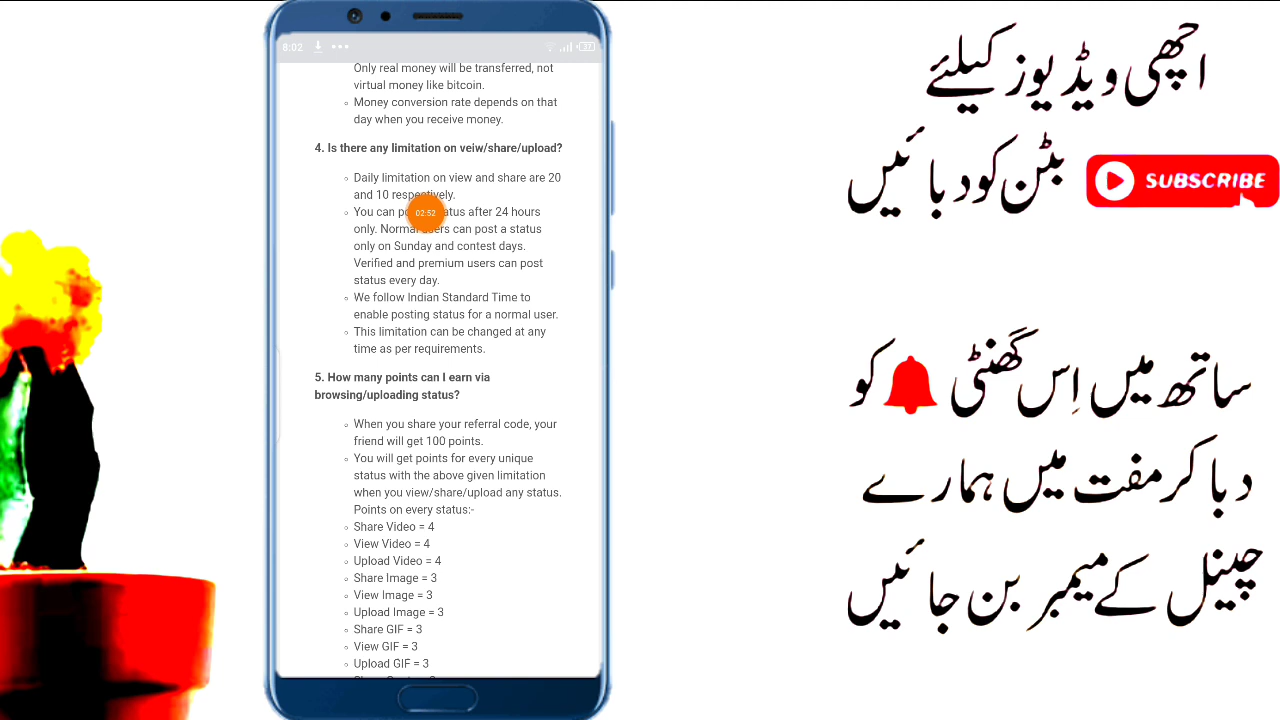 8:02
27
Only real money will be transferred, not
virtual money like bitcoin.
Money conversion rate depends on that
day when you receive money.
4. Is there any limitation on veiw/share/upload?
Daily limitation on view and share are 20
and 10 respectively.
02:52
You can atus after 24 hours
only. Normal users can post a status
only on Sunday and contest days.
Verified and premium users can post
status every day.
We follow Indian Standard Time to
enable posting status for a normal user.
This limitation can be changed at any
time as per requirements.
5. How many points can I earn via
browsing/uploading status?
When you share your referral code, your
friend will get 100 points.
You will get points for every unique
status with the above given limitation
when you view/share/upload any status.
Points on every status:-
Share Video = 4
View Video = 4
Upload Video = 4
Share Image = 3
View Image = 3
Upload Image = 3
Share GIF = 3
View GIF = 3
Upload GIF = 3
اچھی ویڈیوز کیلئے
SUBSCRIBE بٹن کو دبائیں
ساتھ میں اِس گھنٹی کو
دبا کر مفت میں ہمارے
چینل کے میمبر بن جائیں